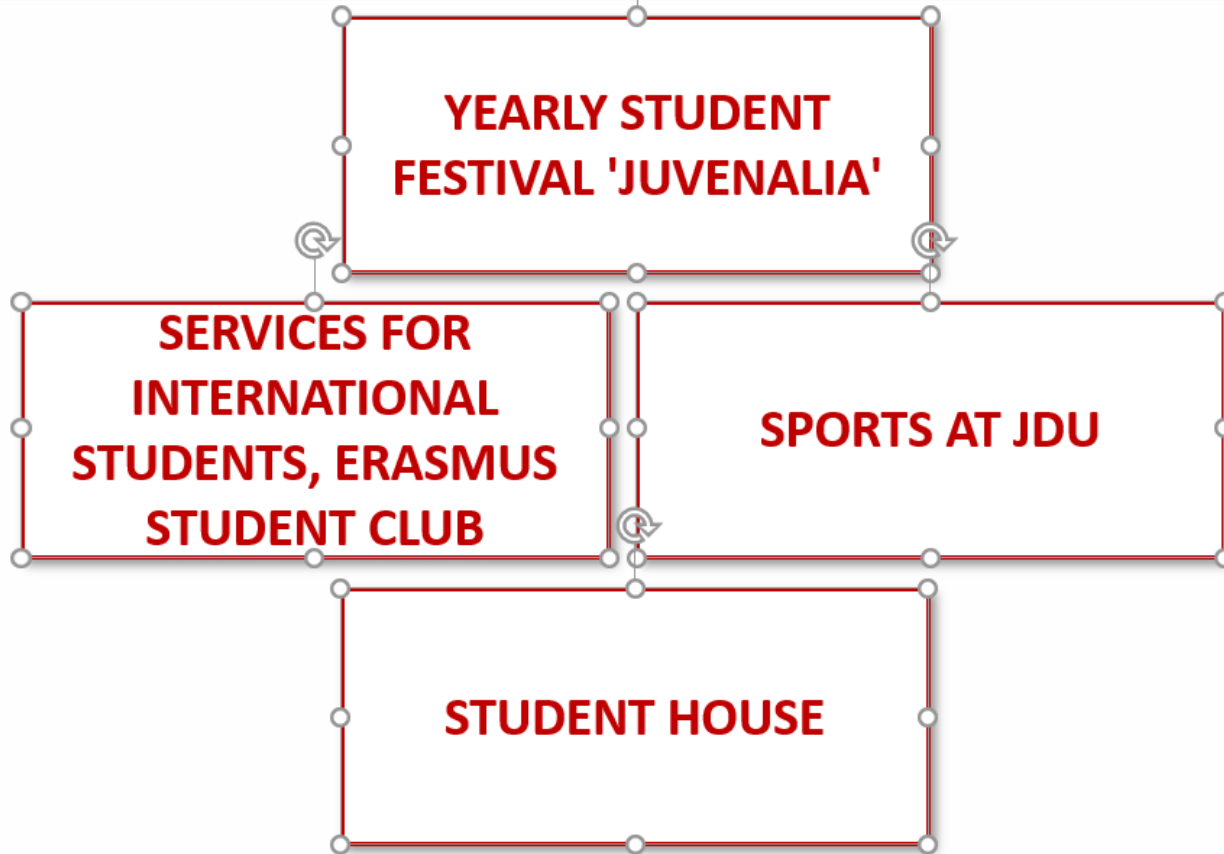 YEARLY STUDENT
FESTIVAL 'JUVENALIA'
SERVICES FOR
INTERNATIONAL
STUDENTS, ERASMUS
STUDENT CLUB
SPORTS AT JDU
STUDENT HOUSE